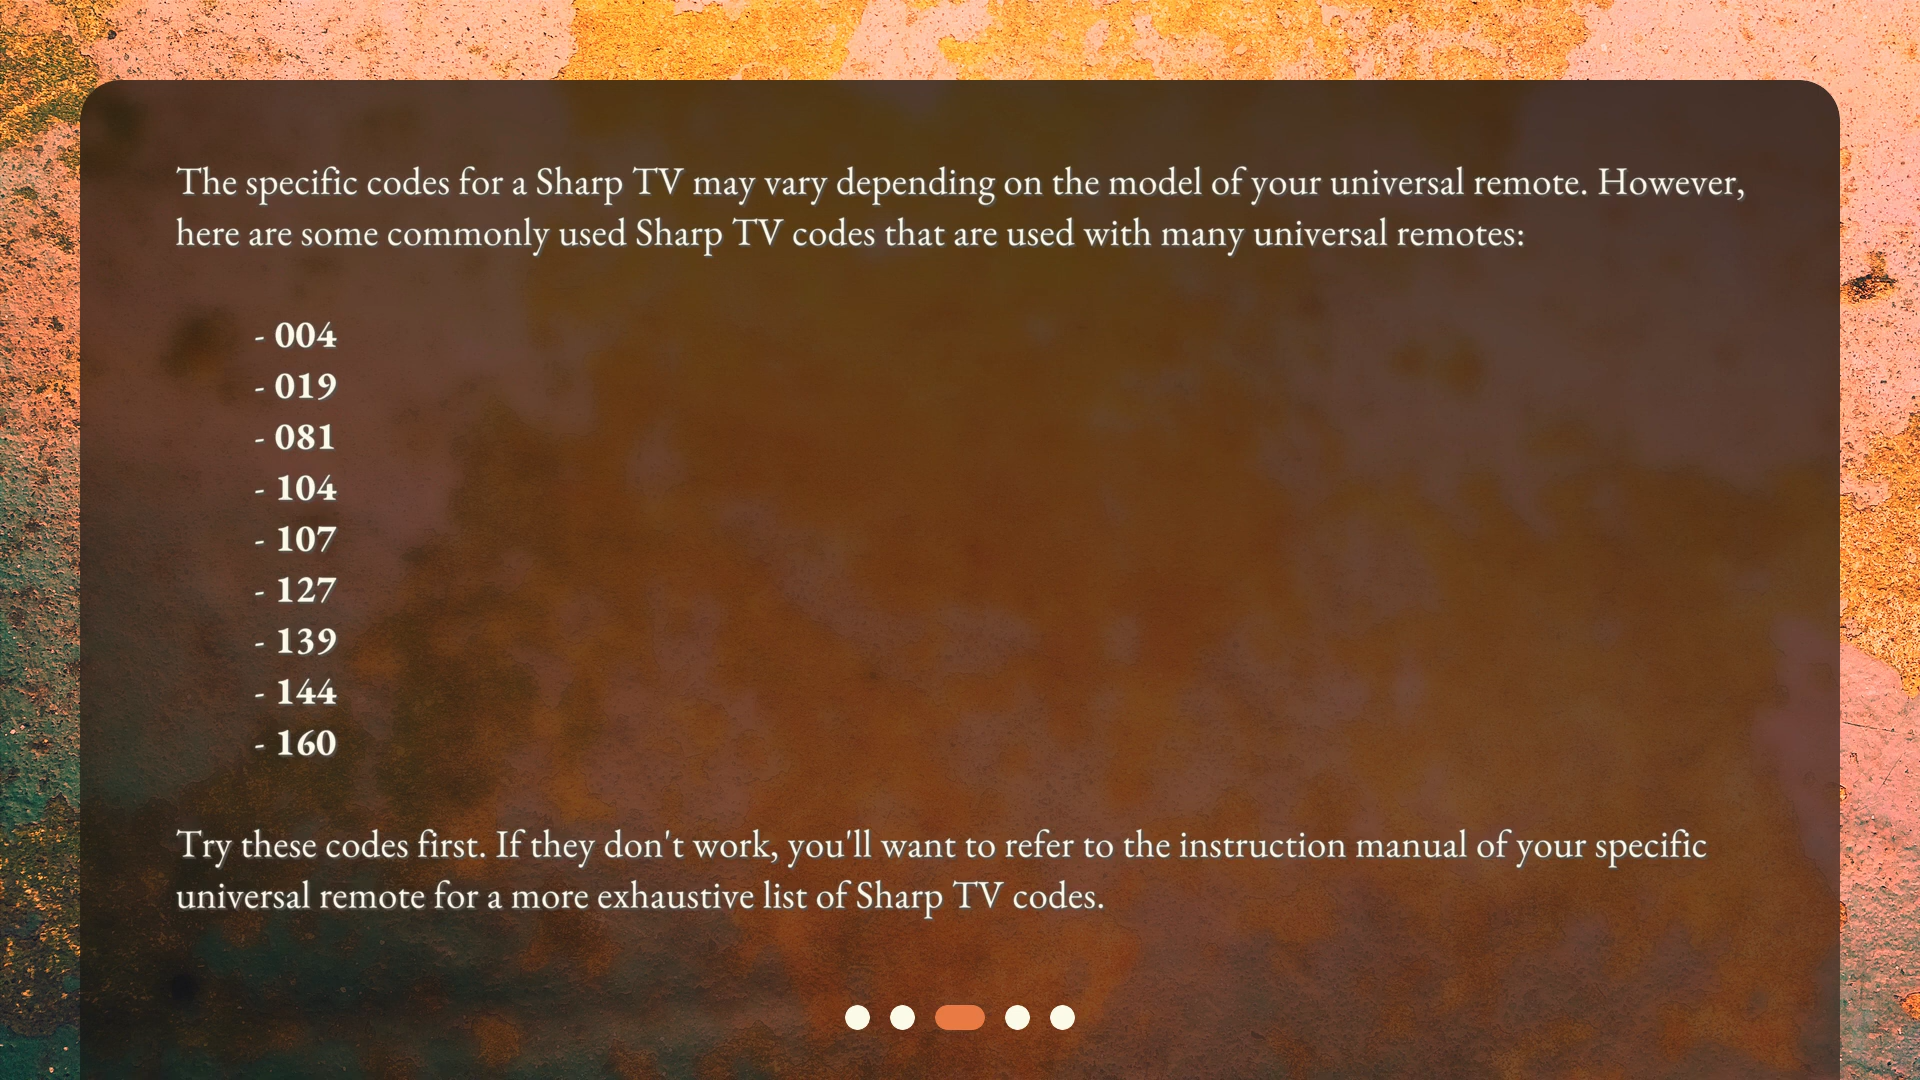 The specific codes for a Sharp TV may vary depending on the model of your universal remote. However,
here are some commonly used Sharp TV codes that are used with many universal remotes:
- 004
- 019
- 081
- 104
- 107
- 127
- 139
- 144
- 160
Try these codes first. If they don't work, you'll want to refer to the instruction manual of your specific
universal remote for a more exhaustive list of Sharp TV codes.